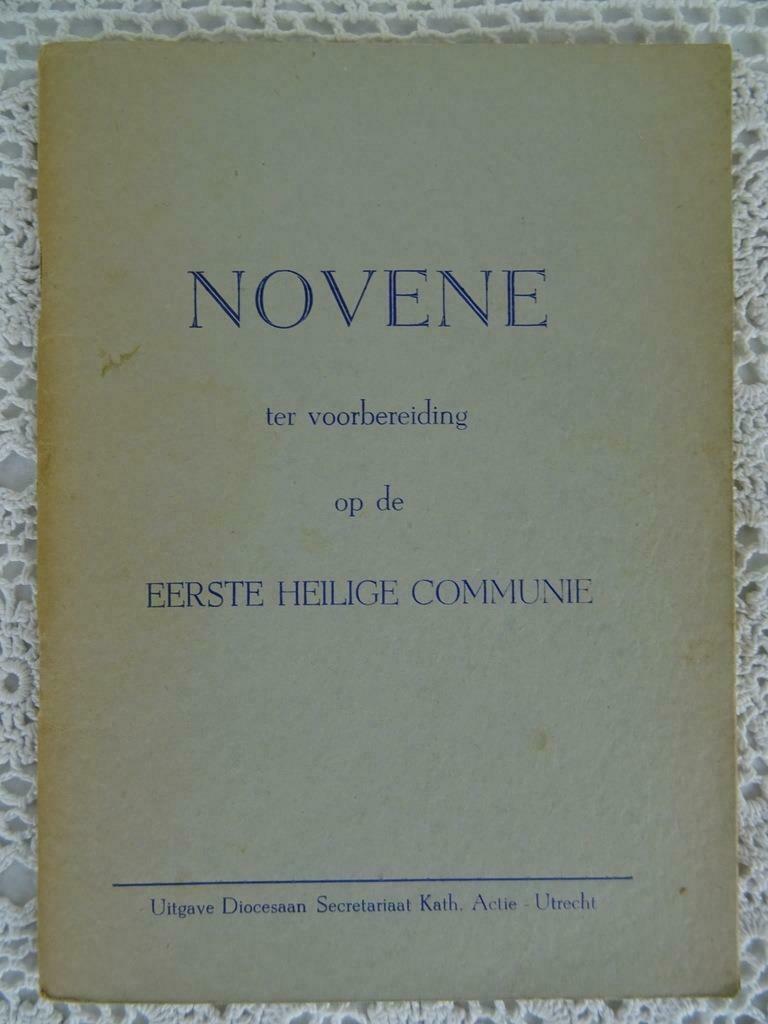 NOVENE
ter voorbereiding
op de
EERSTE HEILIGE COMMUNIE
Uitgave Diocesaan Secretariaat Kath. Actie - Utrecht